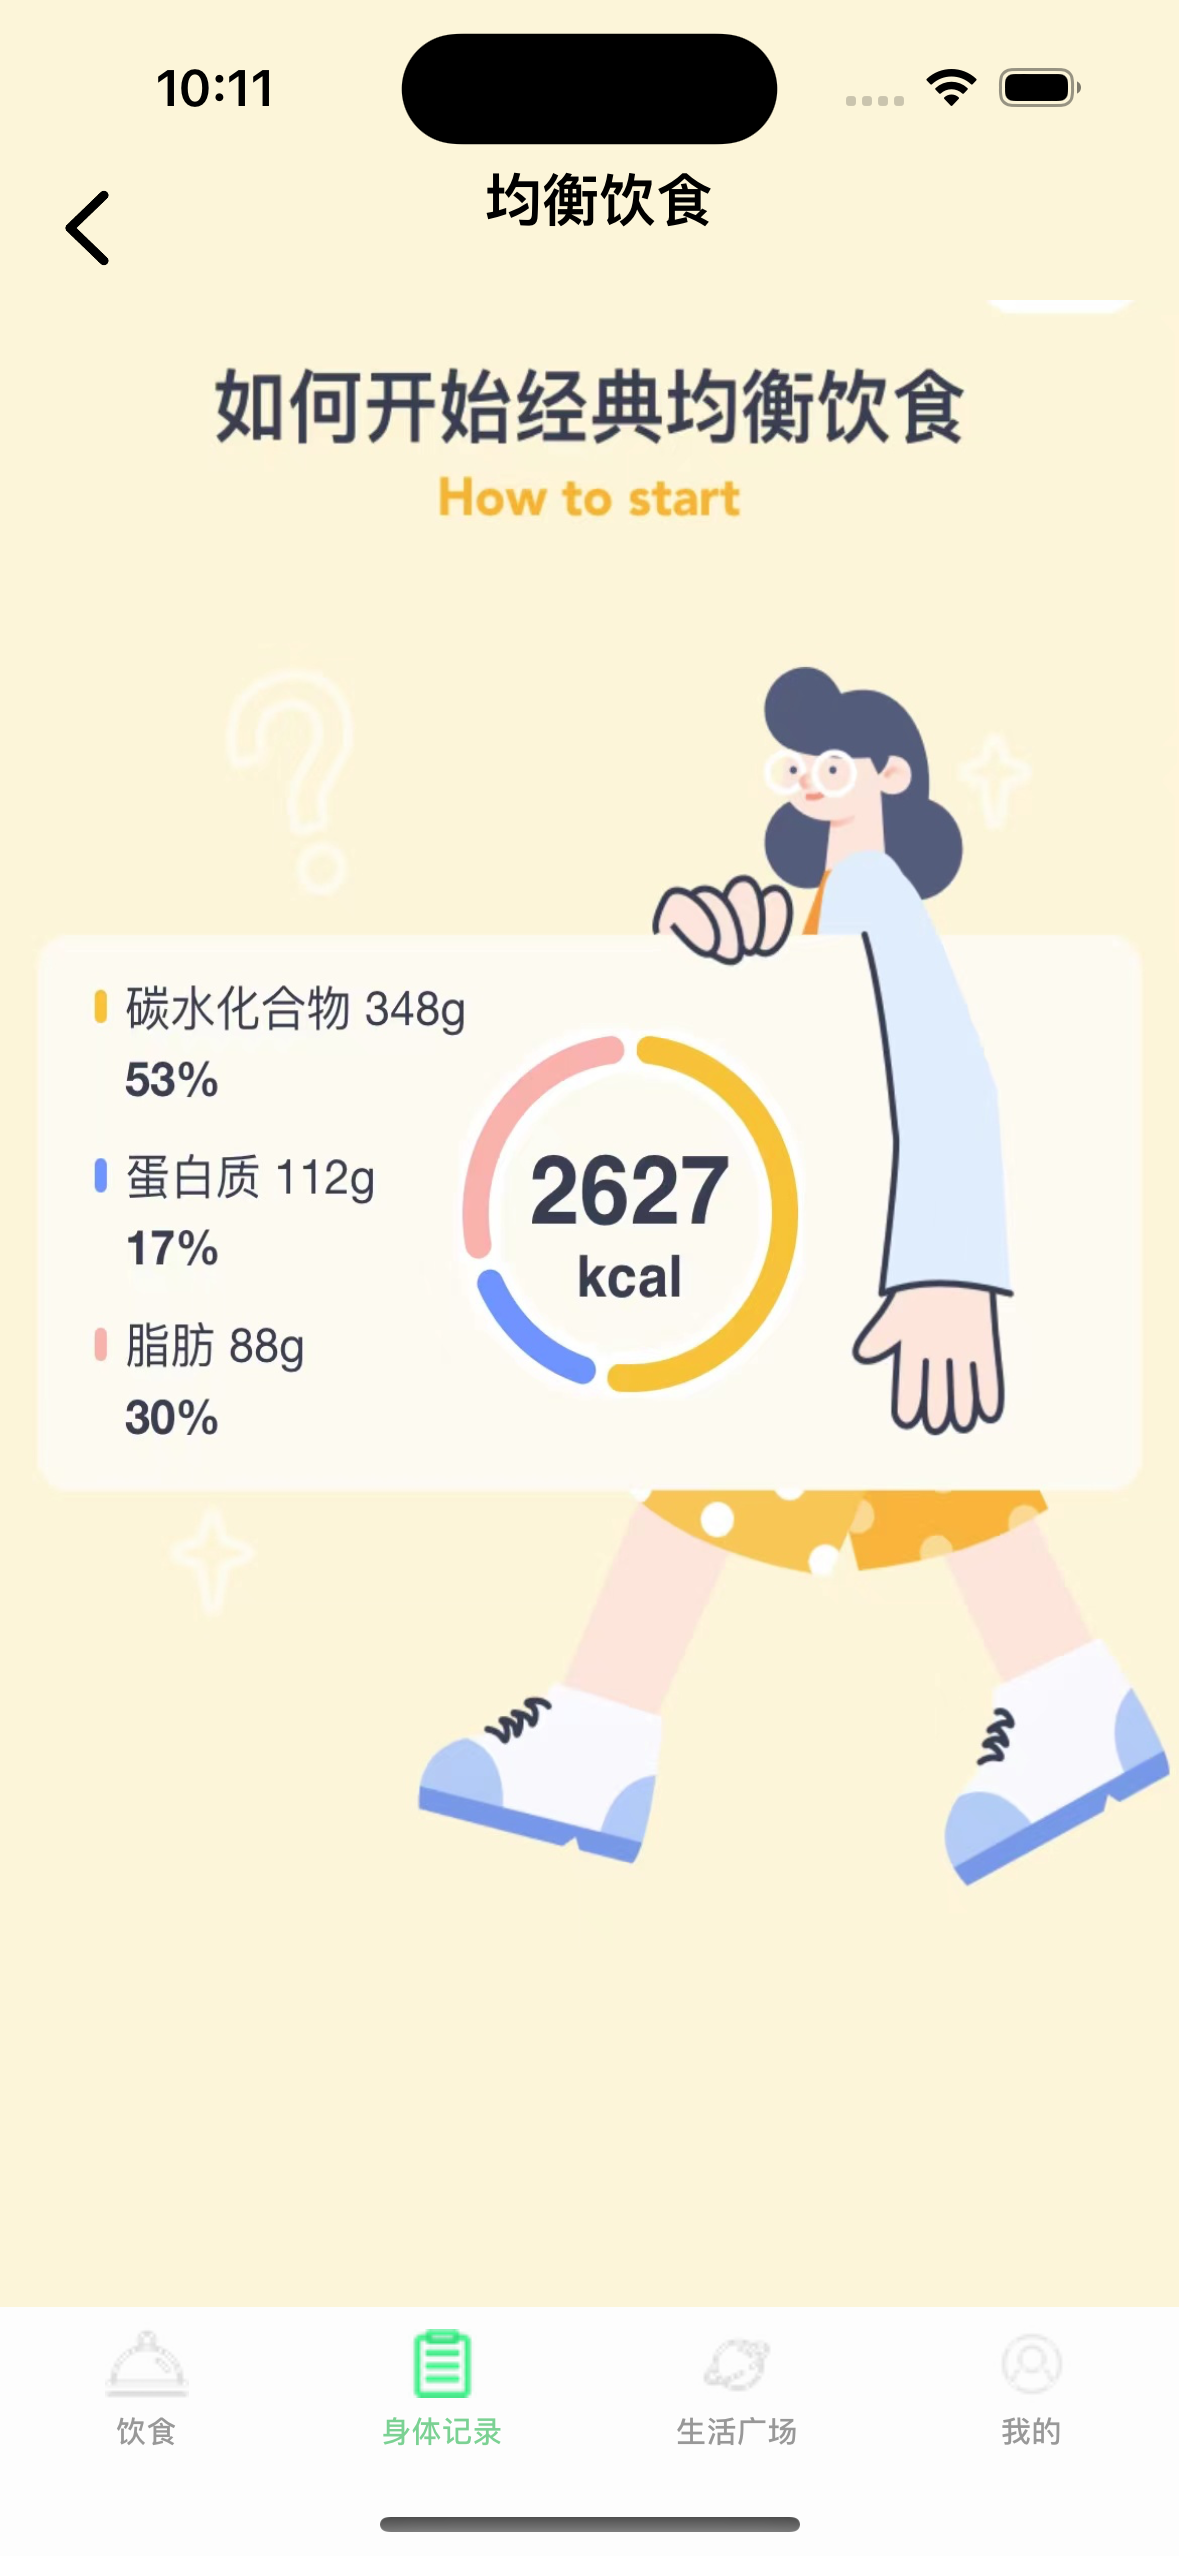 10:11
均衡饮食
如何开始经典均衡饮食
How to start
碳水化合物 348g
53%
蛋白质 112g
17%
脂肪 88g
30%
2627
kcal
饮食
身体记录
生活广场
我的